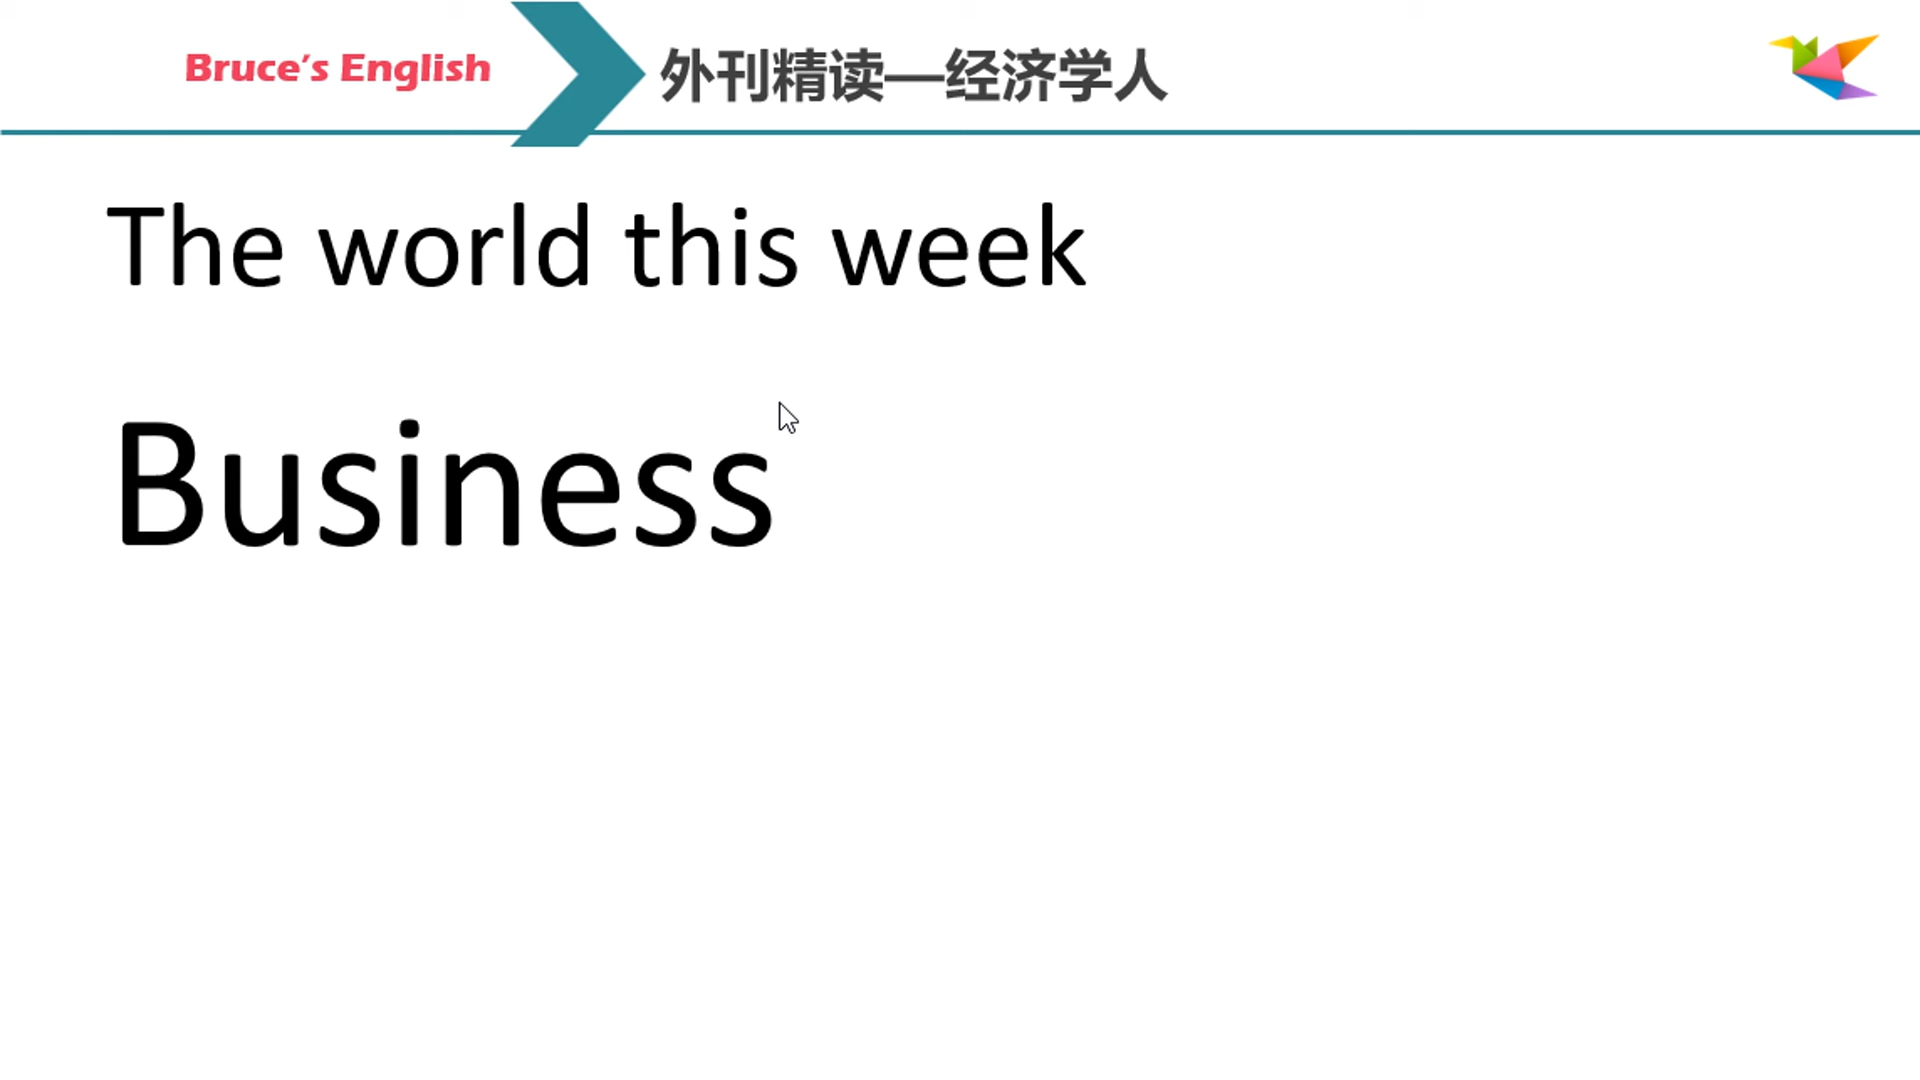 Bruce's English
外刊精读—经济学人
The world this week
Business